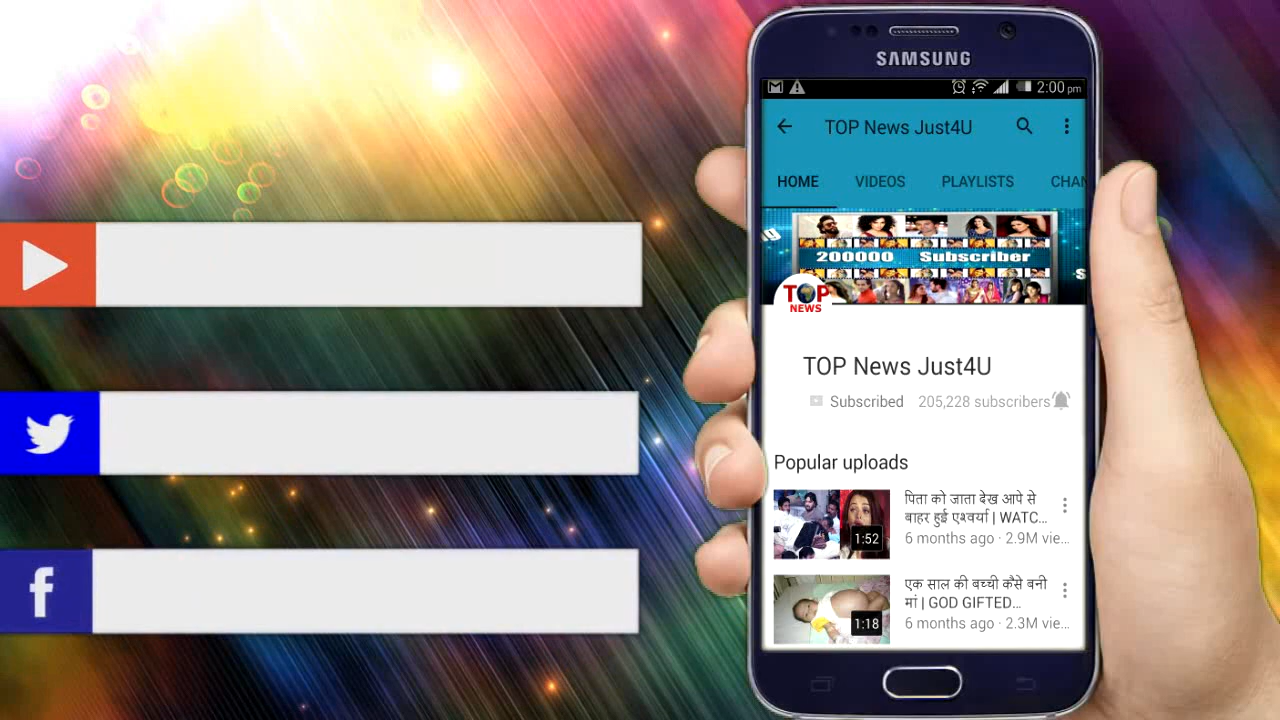 SAMSUNG
2:00 pm
TOP News Just4U
HOME VIDEOS PLAYLISTS CHAN
200000 Subscriber
TOP
NEWS
TOP News Just4U
Subscribed 205,228 subscribers
Popular uploads
पिता को जाता देख आपे से
बाहर हुई एश्वर्या | WATC...
1:52
6 months ago · 2.9M vie...
एक साल की बच्ची कैसे बनी
मां | GOD GIFTED...
1:18
6 months ago · 2.3M vie...